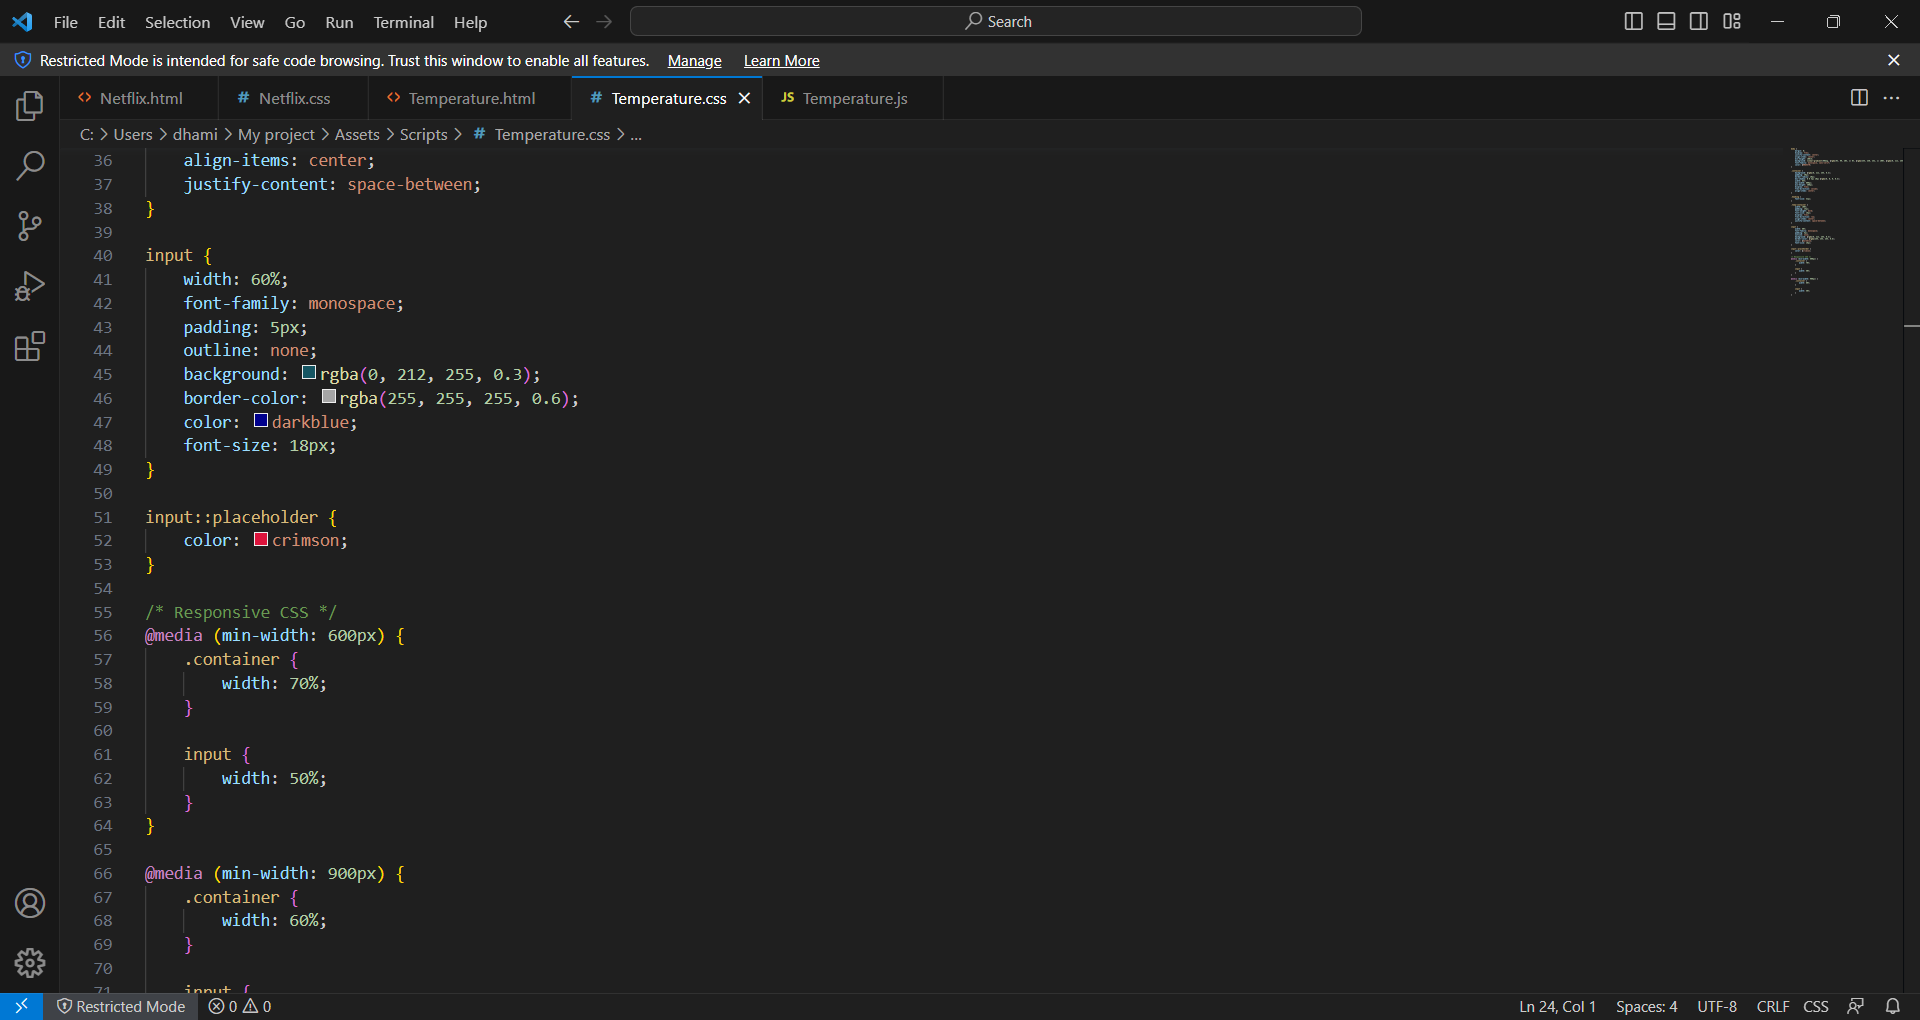 File Edit Selection View Go Run Terminal Help Search
Restricted Mode is intended for safe code browsing. Trust this window to enable all features. Manage Learn More
Netflix.html Netflix.css Temperature.html Temperature.css JS Temperature.js
C: > Users > dhami > My project > Assets > Scripts > # Temperature.css > ...
36 align-items: center;
37 justify-content: space-between;
38 }
39
40 input {
41 width: 60%;
42 font-family: monospace;
43 padding: 5px;
44 outline: none;
45 background: rgba(0, 212, 255, 0.3);
46 border-color: rgba(255, 255, 255, 0.6);
47 color: darkblue;
48 font-size: 18px;
49 }
50
51 input::placeholder {
52 color: crimson;
53 }
54
55 /* Responsive CSS */
56 @media (min-width: 600px) {
57 .container {
58 width: 70%;
59 }
60
61 input {
62 width: 50%;
63 }
64 }
65
66 @media (min-width: 900px) {
67 .container {
68 width: 60%;
69 }
70
71 input {
Restricted Mode 0 0 Ln 24, Col 1 Spaces: 4 UTF-8 CRLF CSS